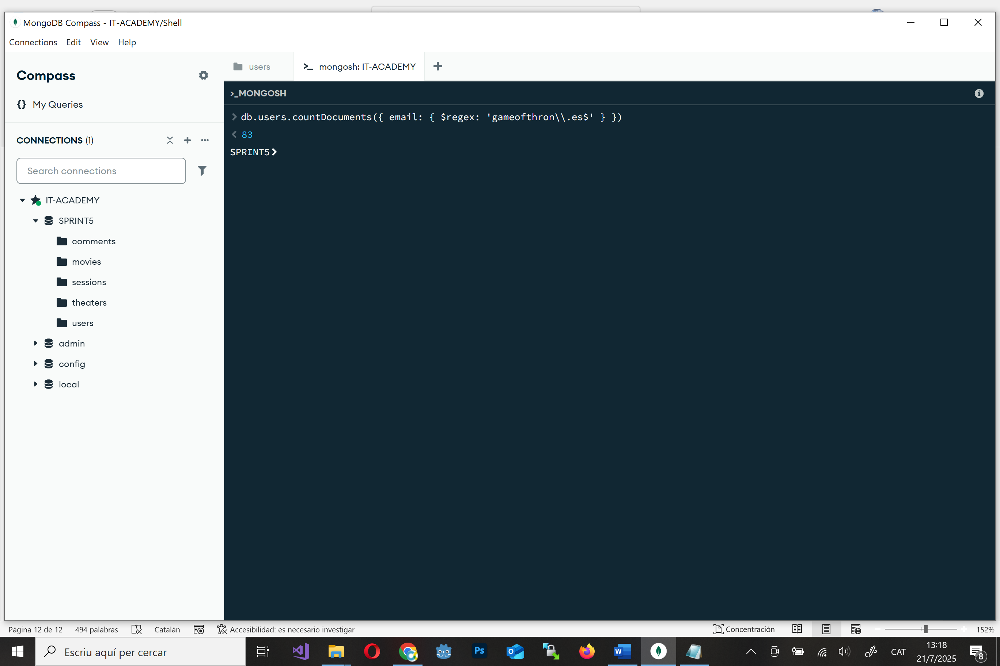 MongoDB Compass - IT-ACADEMY/Shell
Connections Edit View Help
Compass
{} My Queries
CONNECTIONS (1)
Search connections
IT-ACADEMY
SPRINT5
comments
movies
sessions
theaters
users
admin
config
local
users
mongosh: IT-ACADEMY
>_MONGOSH
> db.users.countDocuments({ email: { $regex: 'gameofthron\\.es$' } })
< 83
SPRINT5>
Página 12 de 12 494 palabras Catalán Accesibilidad: es necesario investigar Concentración 152%
Escriu aquí per cercar
Ps
CAT
13:18
21/7/2025
8